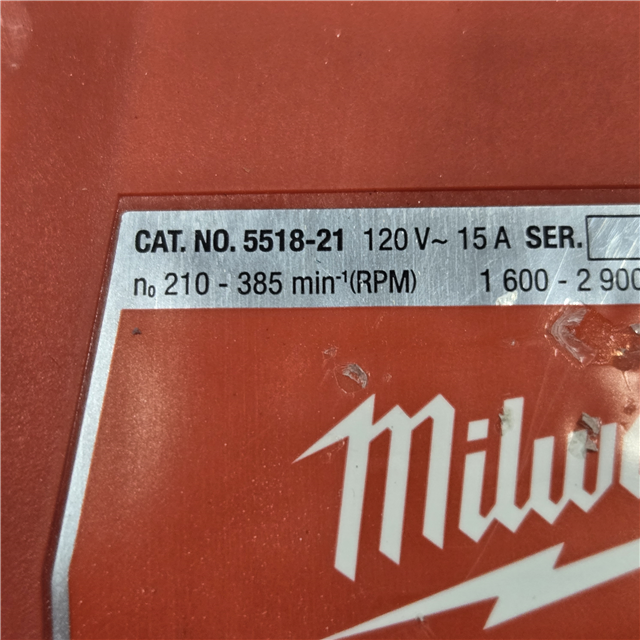 CAT. NO. 5518-21 120 V~ 15 A SER.
n₀ 210 - 385 min⁻¹(RPM) 1 600 - 2 900